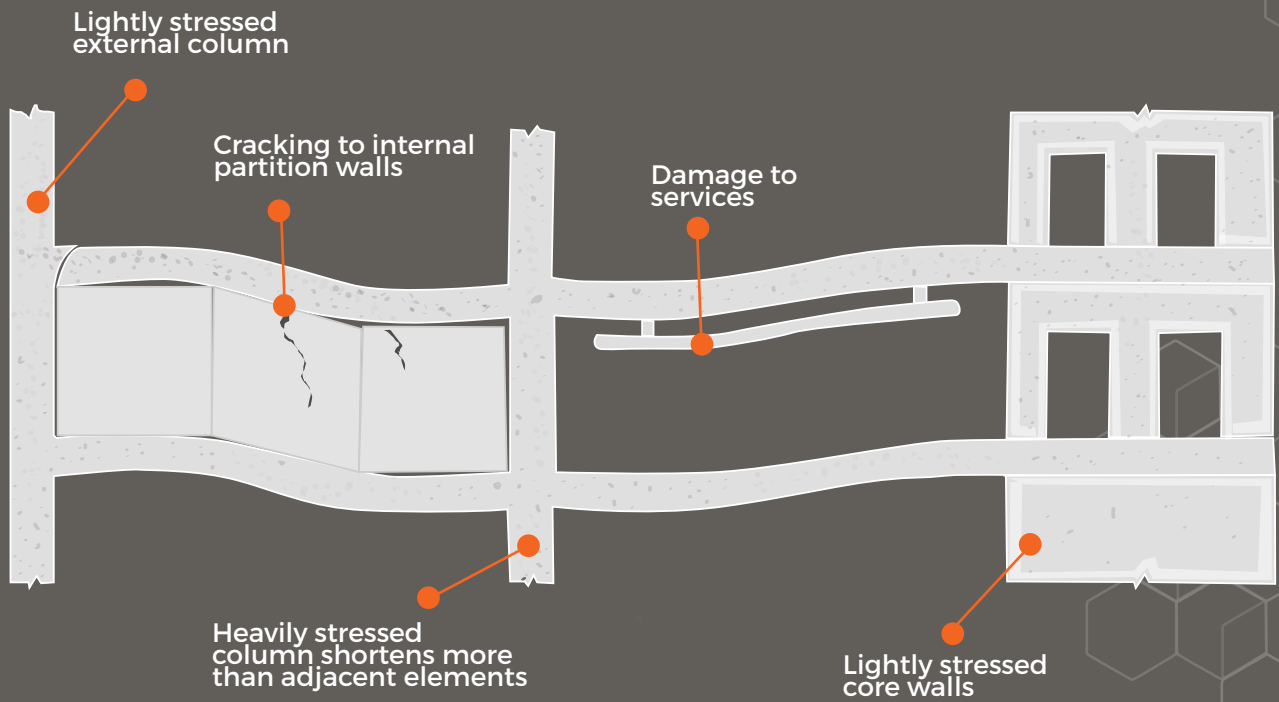 Lightly stressed
external column
Cracking to internal
partition walls
Damage to
services
Heavily stressed
column shortens more
than adjacent elements
Lightly stressed
core walls